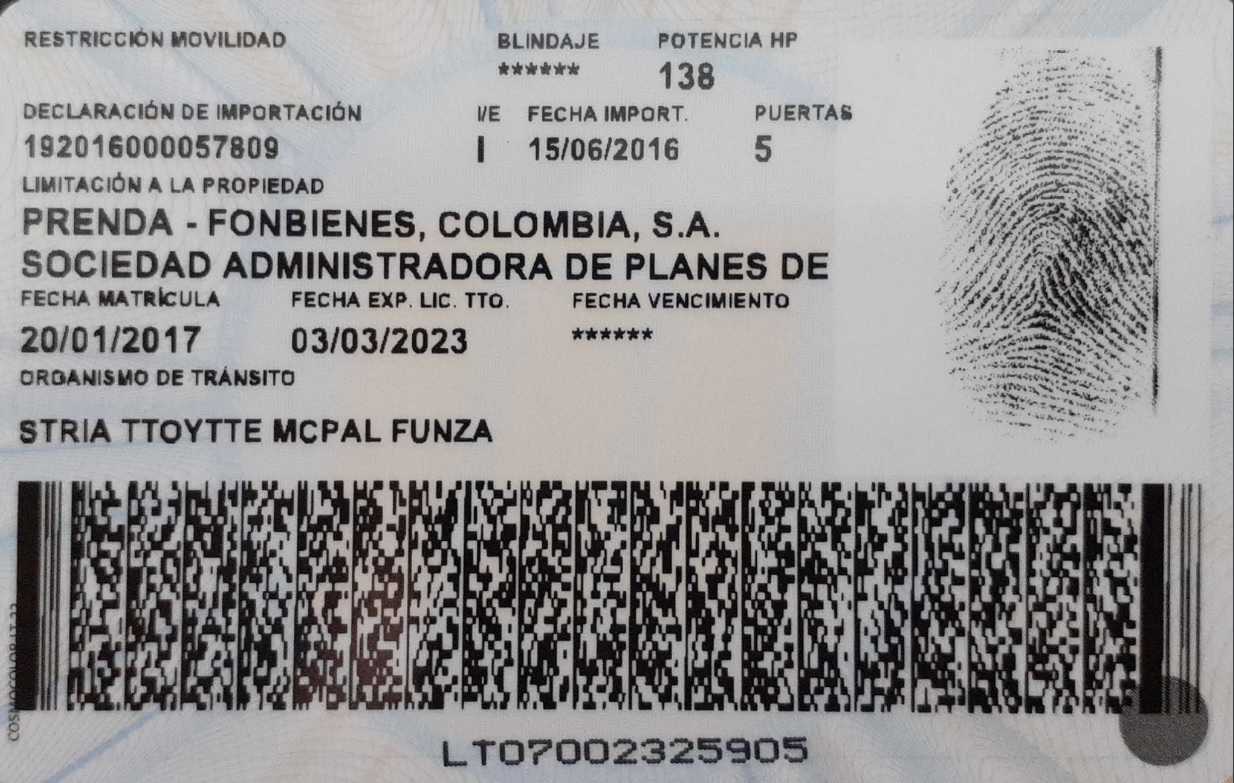 RESTRICCIÓN MOVILIDAD BLINDAJE POTENCIA HP
****** 138
DECLARACIÓN DE IMPORTACIÓN I/E FECHA IMPORT. PUERTAS
192016000057809 I 15/06/2016 5
LIMITACIÓN A LA PROPIEDAD
PRENDA - FONBIENES, COLOMBIA, S.A.
SOCIEDAD ADMINISTRADORA DE PLANES DE
FECHA MATRÍCULA FECHA EXP. LIC. TTO. FECHA VENCIMIENTO
20/01/2017 03/03/2023 ******
ORGANISMO DE TRÁNSITO
STRIA TTOYTTE MCPAL FUNZA
LT07002325905